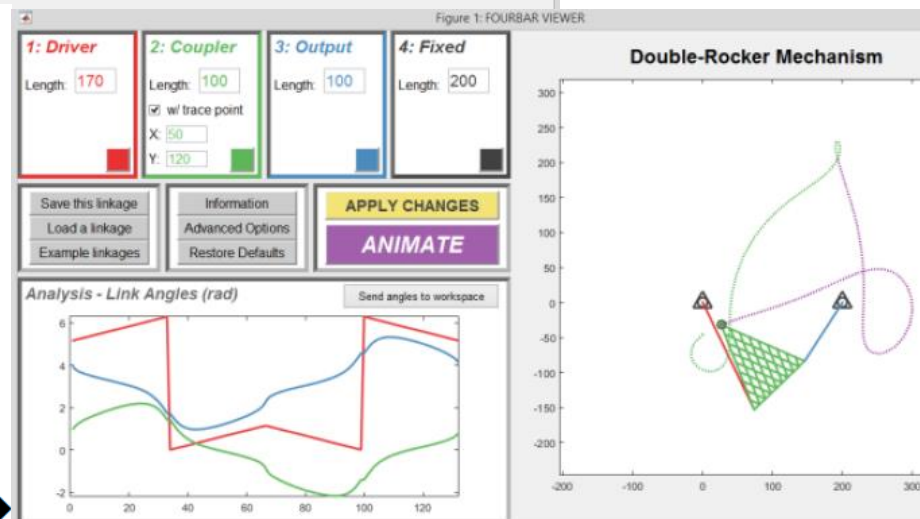 Figure 1: FOURBAR VIEWER
1: Driver
Length: 170
2: Coupler
Length: 100
w/ trace point
X: 50
Y: 120
3: Output
Length: 100
4: Fixed
Length: 200
Save this linkage
Load a linkage
Example linkages
Information
Advanced Options
Restore Defaults
APPLY CHANGES
ANIMATE
Analysis - Link Angles (rad)
Send angles to workspace
6
4
2
0
-2
0 20 40 60 80 100 120
Double-Rocker Mechanism
300
250
200
150
100
50
0
-50
-100
-150
-200
-200 -100 0 100 200 300